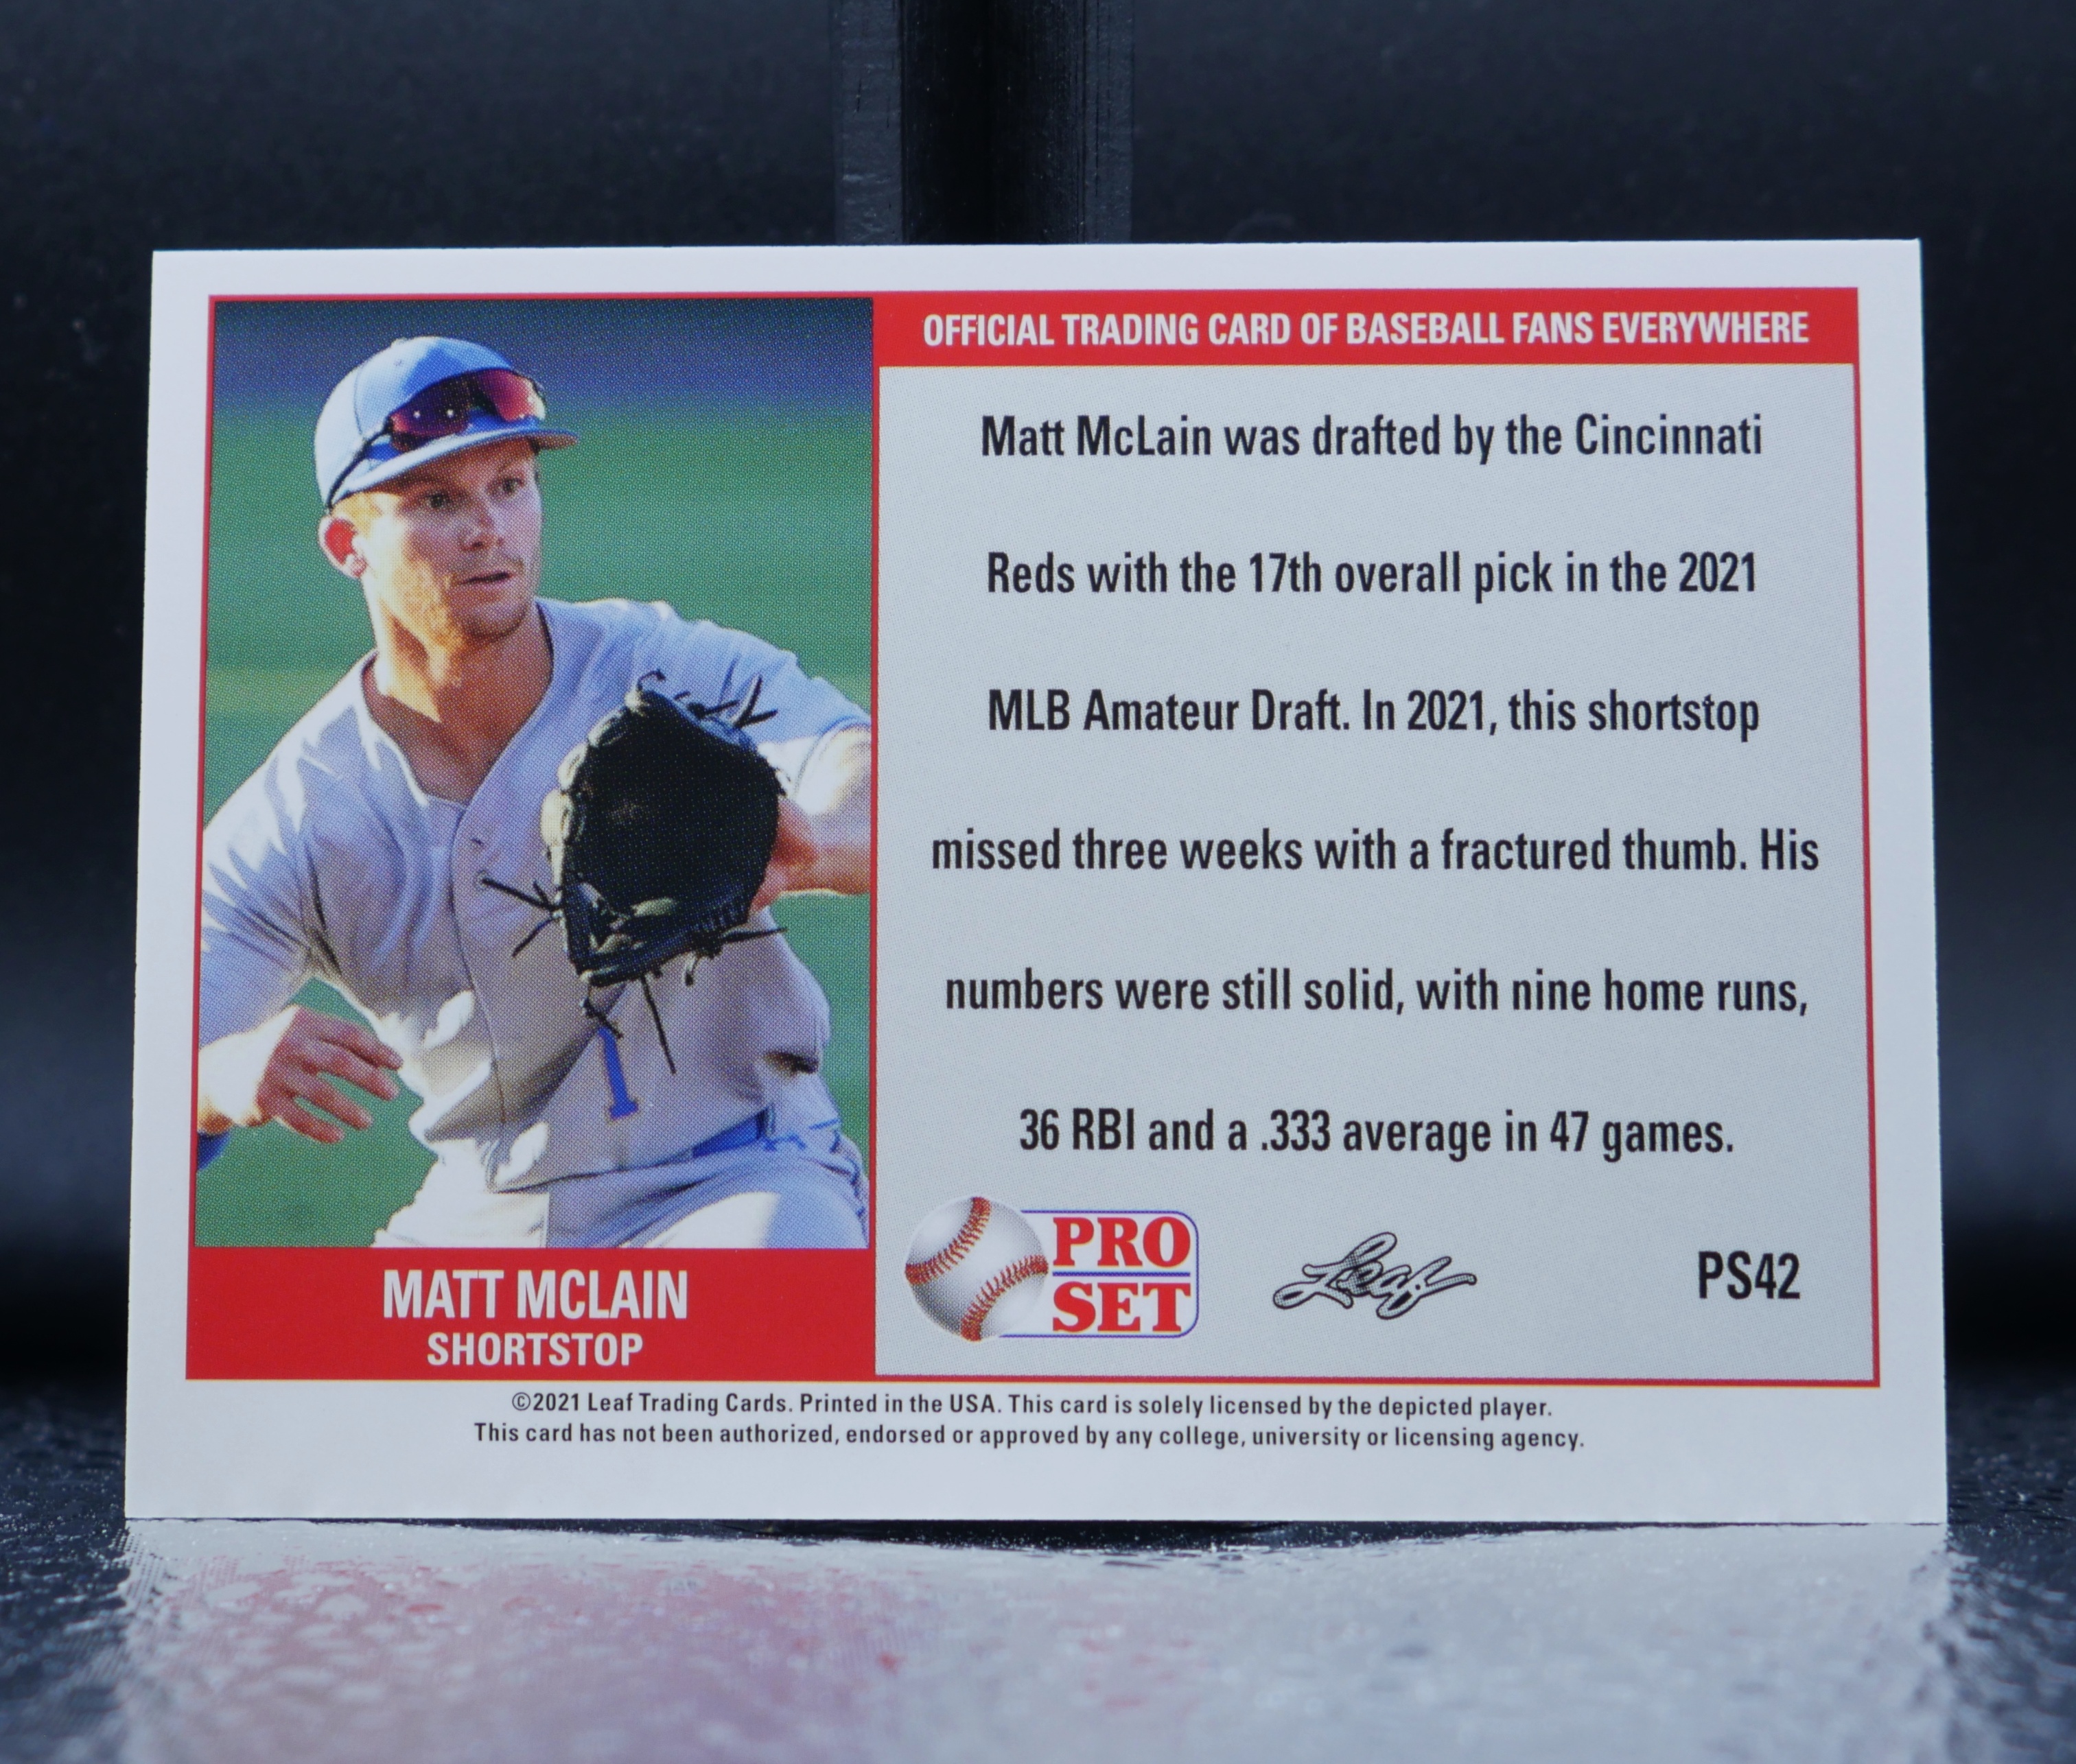 OFFICIAL TRADING CARD OF BASEBALL FANS EVERYWHERE
Matt McLain was drafted by the Cincinnati
Reds with the 17th overall pick in the 2021
MLB Amateur Draft. In 2021, this shortstop
missed three weeks with a fractured thumb. His
numbers were still solid, with nine home runs,
36 RBI and a .333 average in 47 games.
1
MATT MCLAIN
SHORTSTOP
PRO
SET
Leaf
PS42
©2021 Leaf Trading Cards. Printed in the USA. This card is solely licensed by the depicted player.
This card has not been authorized, endorsed or approved by any college, university or licensing agency.